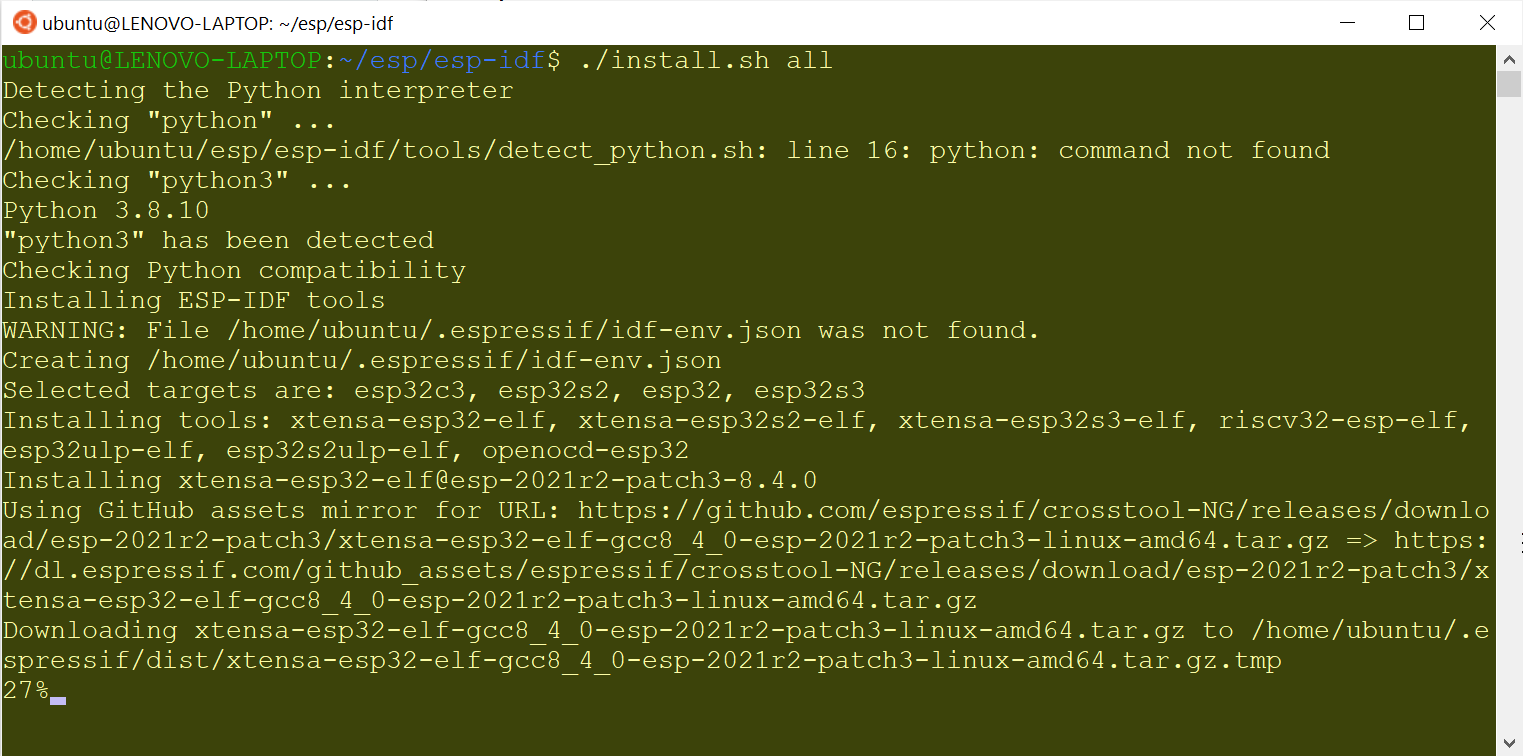 ubuntu@LENOVO-LAPTOP: ~/esp/esp-idf
ubuntu@LENOVO-LAPTOP:~/esp/esp-idf$ ./install.sh all
Detecting the Python interpreter
Checking "python" ...
/home/ubuntu/esp/esp-idf/tools/detect_python.sh: line 16: python: command not found
Checking "python3" ...
Python 3.8.10
"python3" has been detected
Checking Python compatibility
Installing ESP-IDF tools
WARNING: File /home/ubuntu/.espressif/idf-env.json was not found.
Creating /home/ubuntu/.espressif/idf-env.json
Selected targets are: esp32c3, esp32s2, esp32, esp32s3
Installing tools: xtensa-esp32-elf, xtensa-esp32s2-elf, xtensa-esp32s3-elf, riscv32-esp-elf,
esp32ulp-elf, esp32s2ulp-elf, openocd-esp32
Installing xtensa-esp32-elf@esp-2021r2-patch3-8.4.0
Using GitHub assets mirror for URL: https://github.com/espressif/crosstool-NG/releases/downlo
ad/esp-2021r2-patch3/xtensa-esp32-elf-gcc8_4_0-esp-2021r2-patch3-linux-amd64.tar.gz => https:
//dl.espressif.com/github_assets/espressif/crosstool-NG/releases/download/esp-2021r2-patch3/x
tensa-esp32-elf-gcc8_4_0-esp-2021r2-patch3-linux-amd64.tar.gz
Downloading xtensa-esp32-elf-gcc8_4_0-esp-2021r2-patch3-linux-amd64.tar.gz to /home/ubuntu/.e
spressif/dist/xtensa-esp32-elf-gcc8_4_0-esp-2021r2-patch3-linux-amd64.tar.gz.tmp
27%